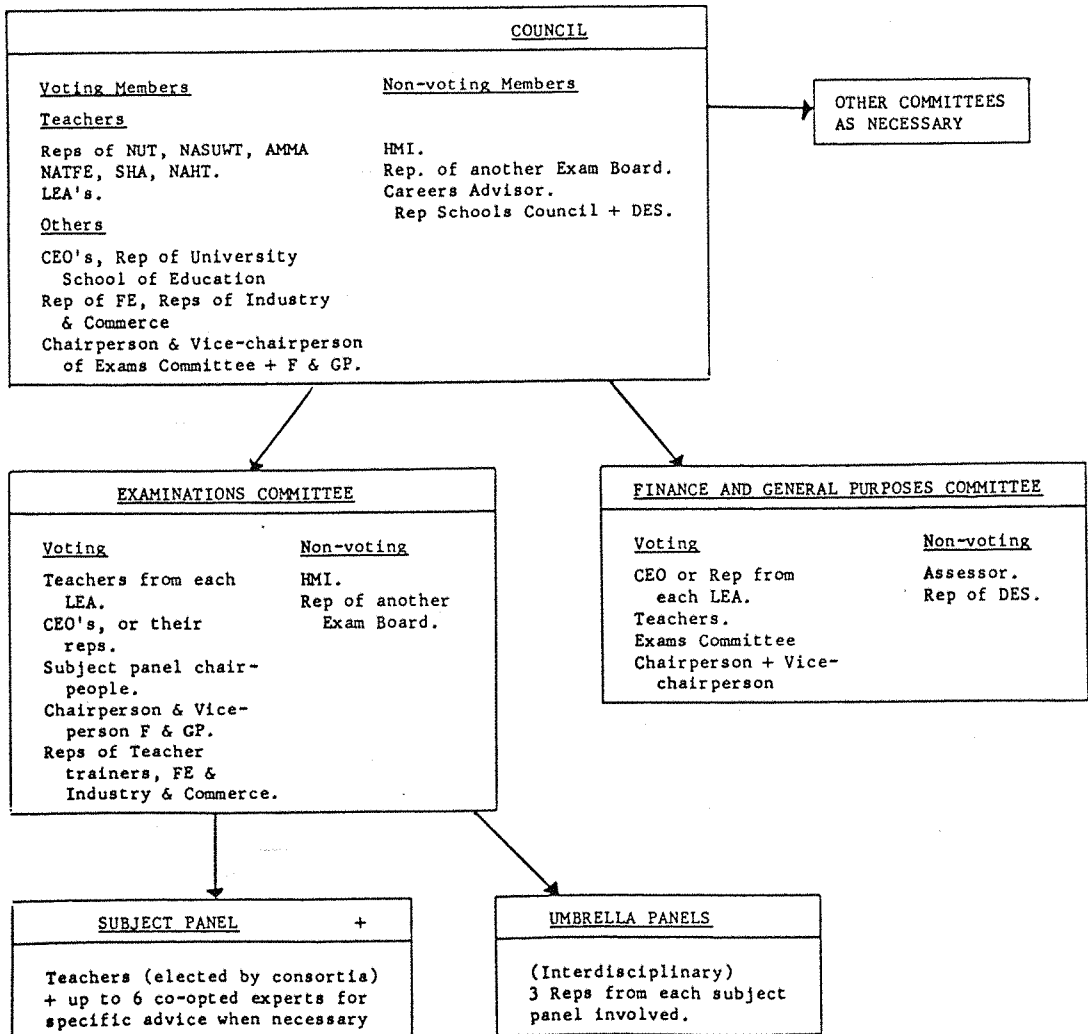 COUNCIL
Voting Members
Teachers
Reps of NUT, NASUWT, AMMA
NATFE, SHA, NAHT.
LEA's.
Others
CEO's, Rep of University
School of Education
Rep of FE, Reps of Industry
& Commerce
Chairperson & Vice-chairperson
of Exams Committee + F & GP.
Non-voting Members
HMI.
Rep. of another Exam Board.
Careers Advisor.
Rep Schools Council + DES.
OTHER COMMITTEES
AS NECESSARY
EXAMINATIONS COMMITTEE
Voting
Teachers from each
LEA.
CEO's, or their
reps.
Subject panel chair-
people.
Chairperson & Vice-
person F & GP.
Reps of Teacher
trainers, FE &
Industry & Commerce.
Non-voting
HMI.
Rep of another
Exam Board.
FINANCE AND GENERAL PURPOSES COMMITTEE
Voting
CEO or Rep from
each LEA.
Teachers.
Exams Committee
Chairperson + Vice-
chairperson
Non-voting
Assessor.
Rep of DES.
SUBJECT PANEL +
Teachers (elected by consortia)
+ up to 6 co-opted experts for
specific advice when necessary
UMBRELLA PANELS
(Interdisciplinary)
3 Reps from each subject
panel involved.